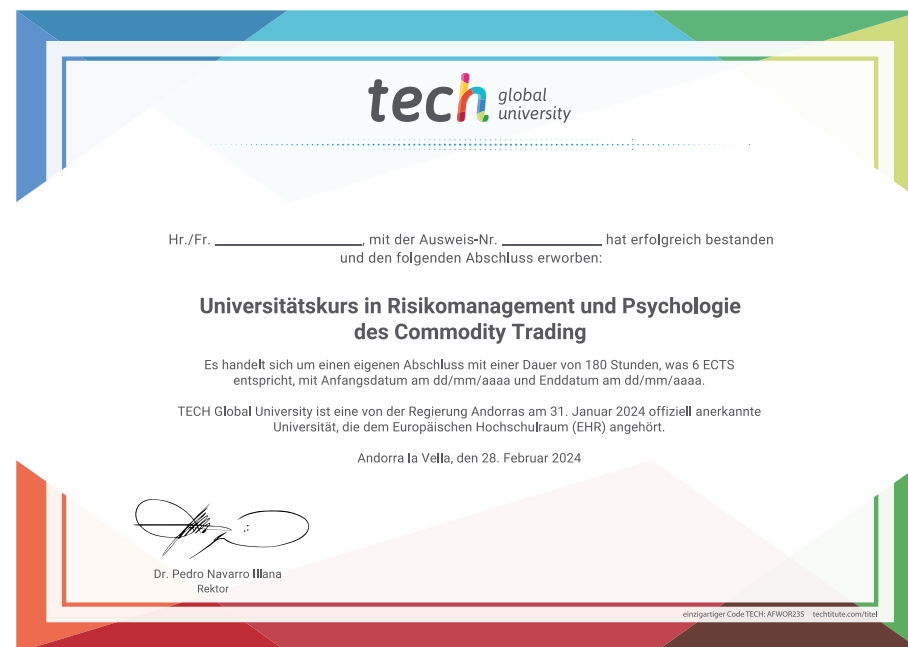 tech global university
Hr./Fr. ____________________, mit der Ausweis-Nr. ______________ hat erfolgreich bestanden
und den folgenden Abschluss erworben:
Universitätskurs in Risikomanagement und Psychologie
des Commodity Trading
Es handelt sich um einen eigenen Abschluss mit einer Dauer von 180 Stunden, was 6 ECTS
entspricht, mit Anfangsdatum am dd/mm/aaaa und Enddatum am dd/mm/aaaa.
TECH Global University ist eine von der Regierung Andorras am 31. Januar 2024 offiziell anerkannte
Universität, die dem Europäischen Hochschulraum (EHR) angehört.
Andorra la Vella, den 28. Februar 2024
Dr. Pedro Navarro Illana
Rektor
einzigartiger Code TECH: AFWOR235 techtitute.com/titel